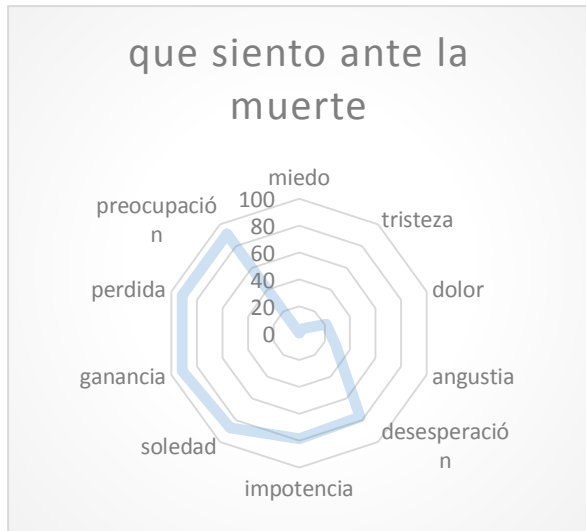 que siento ante la
muerte
miedo
tristeza
dolor
angustia
desesperació
n
impotencia
soledad
ganancia
perdida
preocupació
n
100
80
60
40
20
0